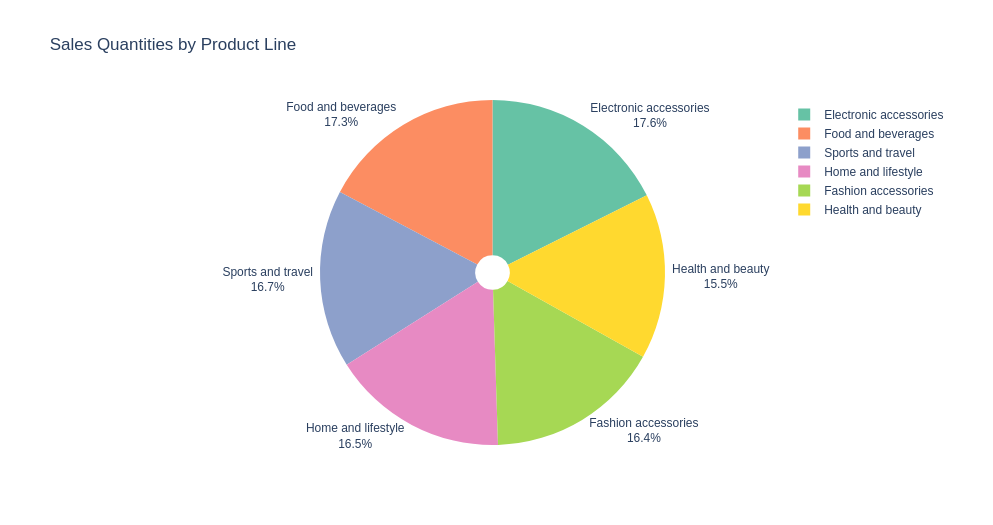 Sales Quantities by Product Line
Food and beverages
17.3%
Electronic accessories
17.6%
Sports and travel
16.7%
Health and beauty
15.5%
Home and lifestyle
16.5%
Fashion accessories
16.4%
Electronic accessories
Food and beverages
Sports and travel
Home and lifestyle
Fashion accessories
Health and beauty